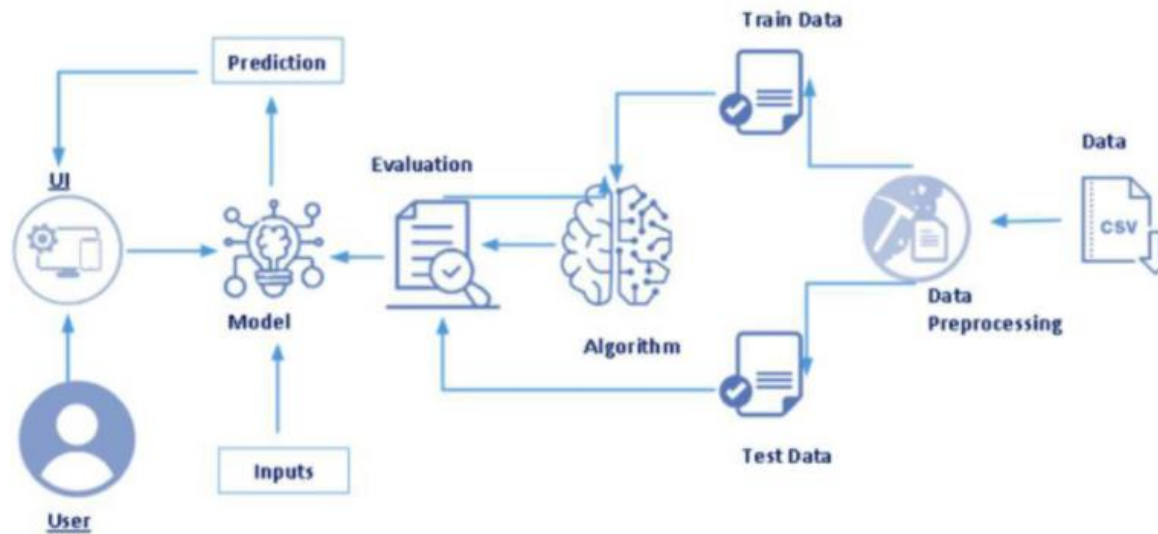 Train Data
Prediction
Data
Evaluation
UI
CSV
Model
Algorithm
Data
Preprocessing
Inputs
Test Data
User